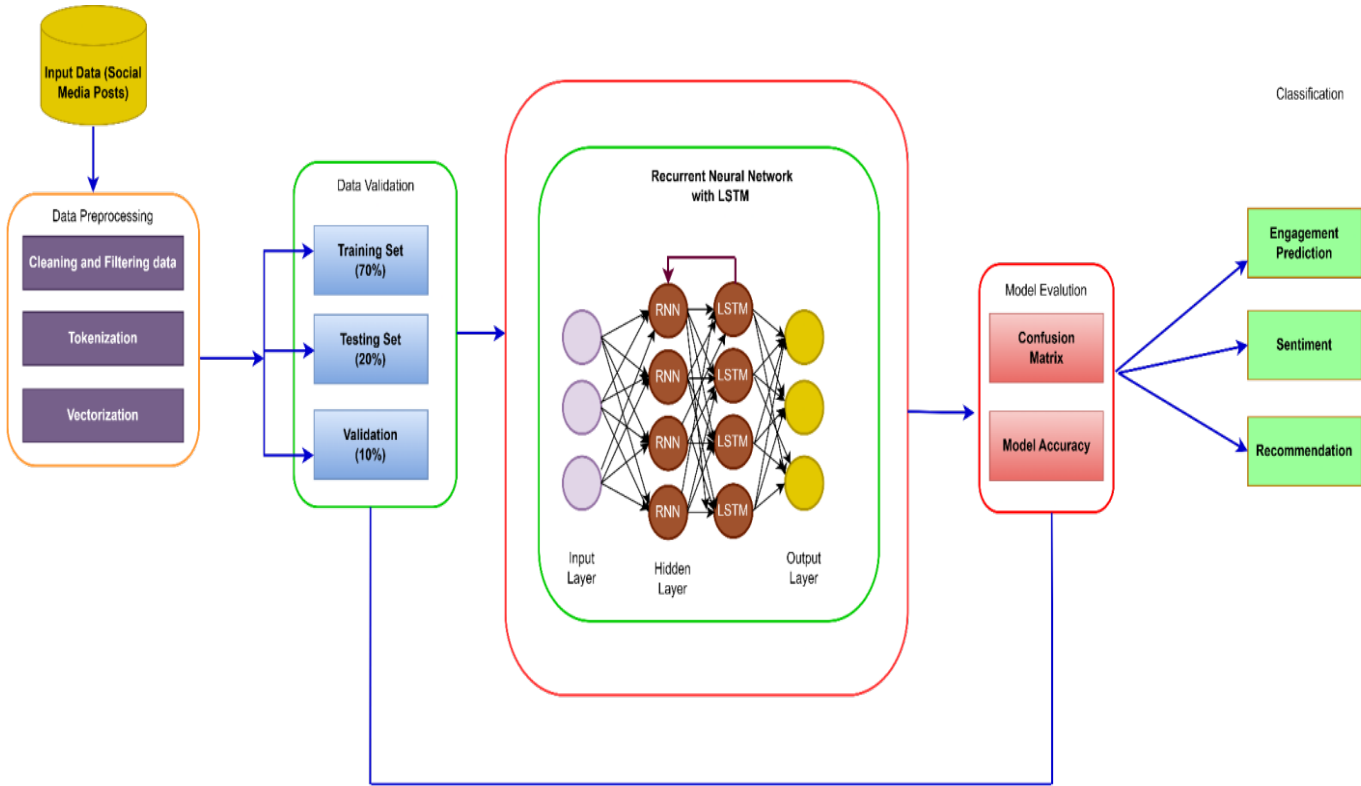 Input Data (Social
Media Posts)
Data Preprocessing
Cleaning and Filtering data
Tokenization
Vectorization
Data Validation
Training Set
(70%)
Testing Set
(20%)
Validation
(10%)
Recurrent Neural Network
with LSTM
RNN
LSTM
RNN
LSTM
RNN
LSTM
RNN
LSTM
Input
Layer
Hidden
Layer
Output
Layer
Model Evalution
Confusion
Matrix
Model Accuracy
Classification
Engagement
Prediction
Sentiment
Recommendation